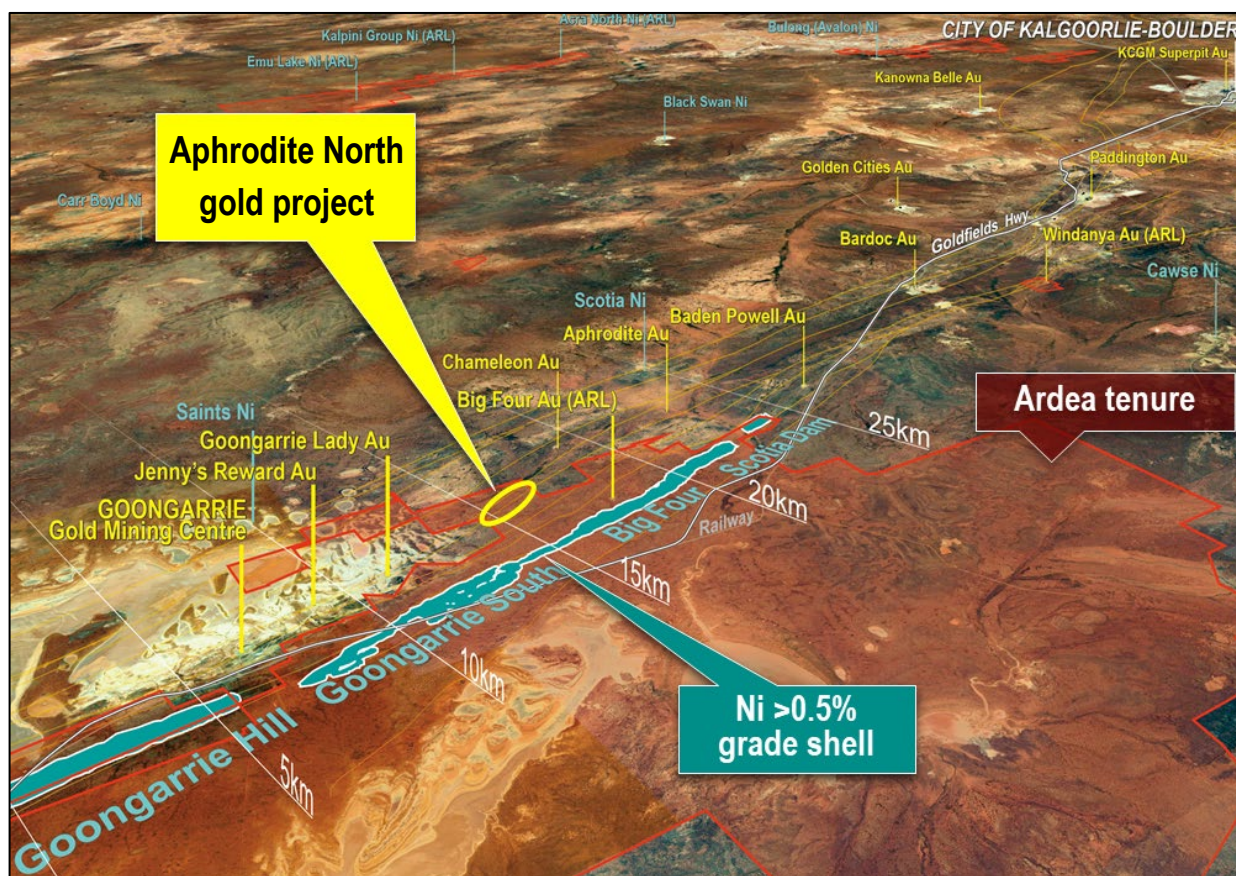 Acra North Ni (ARL)
Bulong (Avalon) Ni
CITY OF KALGOORLIE-BOULDER
Kalpini Group Ni (ARL)
KCGM Superpit Au
Emu Lake Ni (ARL)
Kanowna Belle Au
Black Swan Ni
Aphrodite North
gold project
Paddington Au
Golden Cities Au
Carr Boyd Ni
Goldfields Hwy
Windanya Au (ARL)
Bardoc Au
Cawse Ni
Scotia Ni
Baden Powell Au
Aphrodite Au
Chameleon Au
Big Four Au (ARL)
Ardea tenure
Saints Ni
Goongarrie Lady Au
Jenny's Reward Au
GOONGARRIE
Gold Mining Centre
25km
Scotia Dam
20km
Big Four
Railway
15km
Goongarrie South
10km
Ni >0.5%
grade shell
Goongarrie Hill
5km